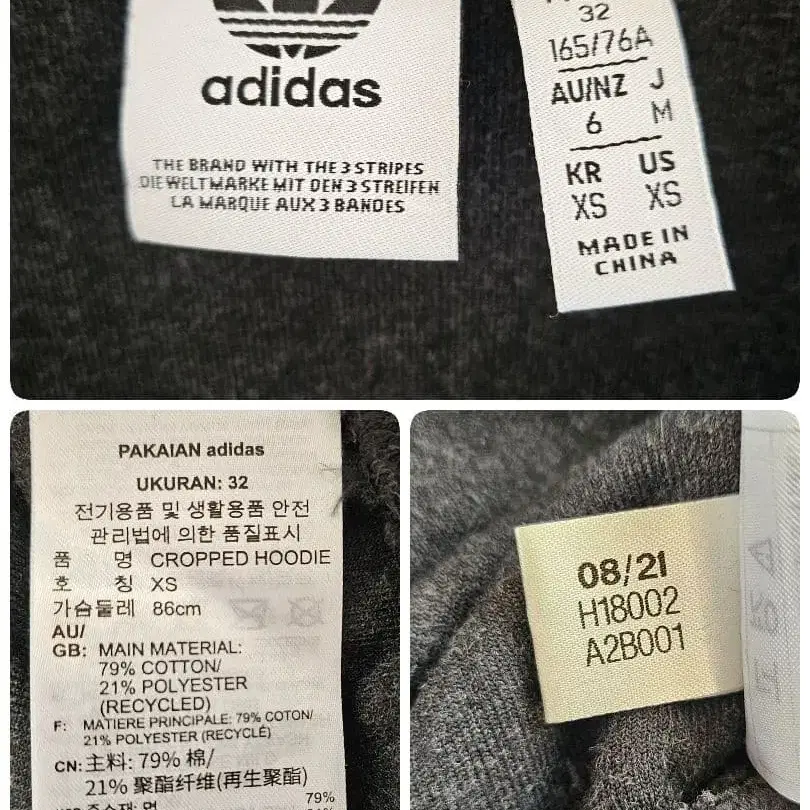 adidas
THE BRAND WITH THE 3 STRIPES
DIE WELTMARKE MIT DEN 3 STREIFEN
LA MARQUE AUX 3 BANDES
32
165/76A
AU/NZ J
6 M
KR US
XS XS
MADE IN
CHINA
PAKAIAN adidas
UKURAN: 32
전기용품 및 생활용품 안전
관리법에 의한 품질표시
품 명 CROPPED HOODIE
호 칭 XS
가슴둘레 86cm
AU/
GB: MAIN MATERIAL:
79% COTTON/
21% POLYESTER
(RECYCLED)
F: MATIERE PRINCIPALE: 79% COTON/
21% POLYESTER (RECYCLÉ)
CN: 主料: 79% 棉/
21% 聚酯纤维(再生聚酯)
79%
08/21
H18002
A2B001